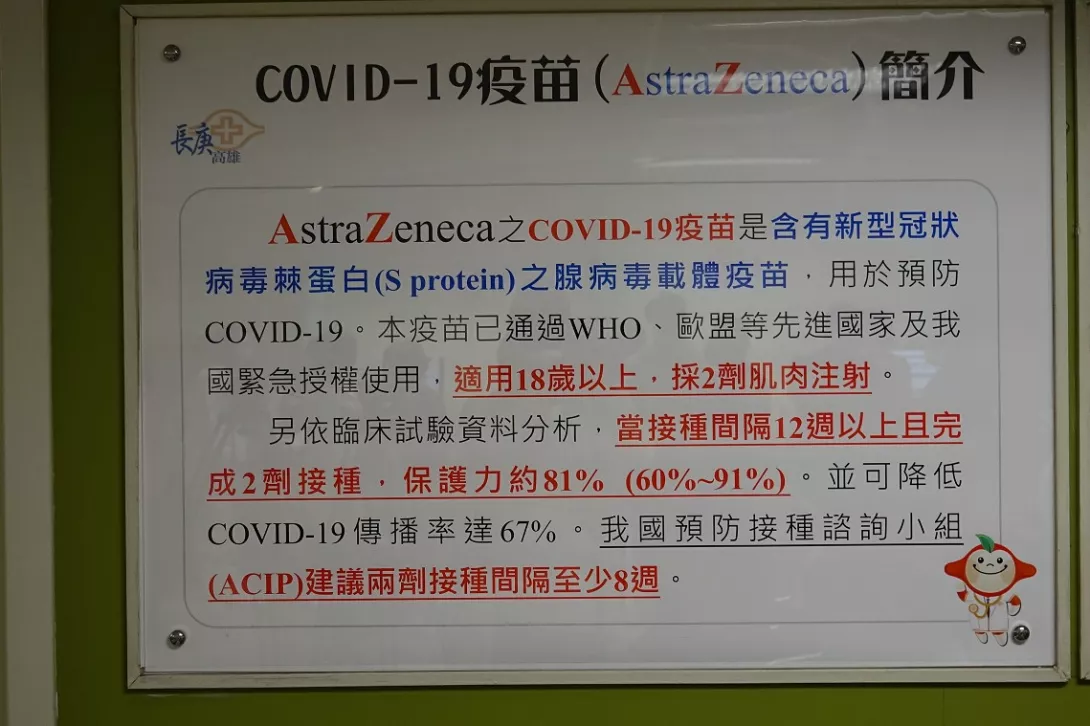 COVID-19疫苗(AstraZeneca)簡介
長庚
高雄
AstraZeneca之COVID-19疫苗是含有新型冠狀
病毒棘蛋白(S protein)之腺病毒載體疫苗，用於預防
COVID-19。本疫苗已通過WHO、歐盟等先進國家及我
國緊急授權使用，適用18歲以上，採2劑肌肉注射。
另依臨床試驗資料分析，當接種間隔12週以上且完
成2劑接種，保護力約81% (60%~91%)。並可降低
COVID-19傳播率達67%。我國預防接種諮詢小組
(ACIP)建議兩劑接種間隔至少8週。